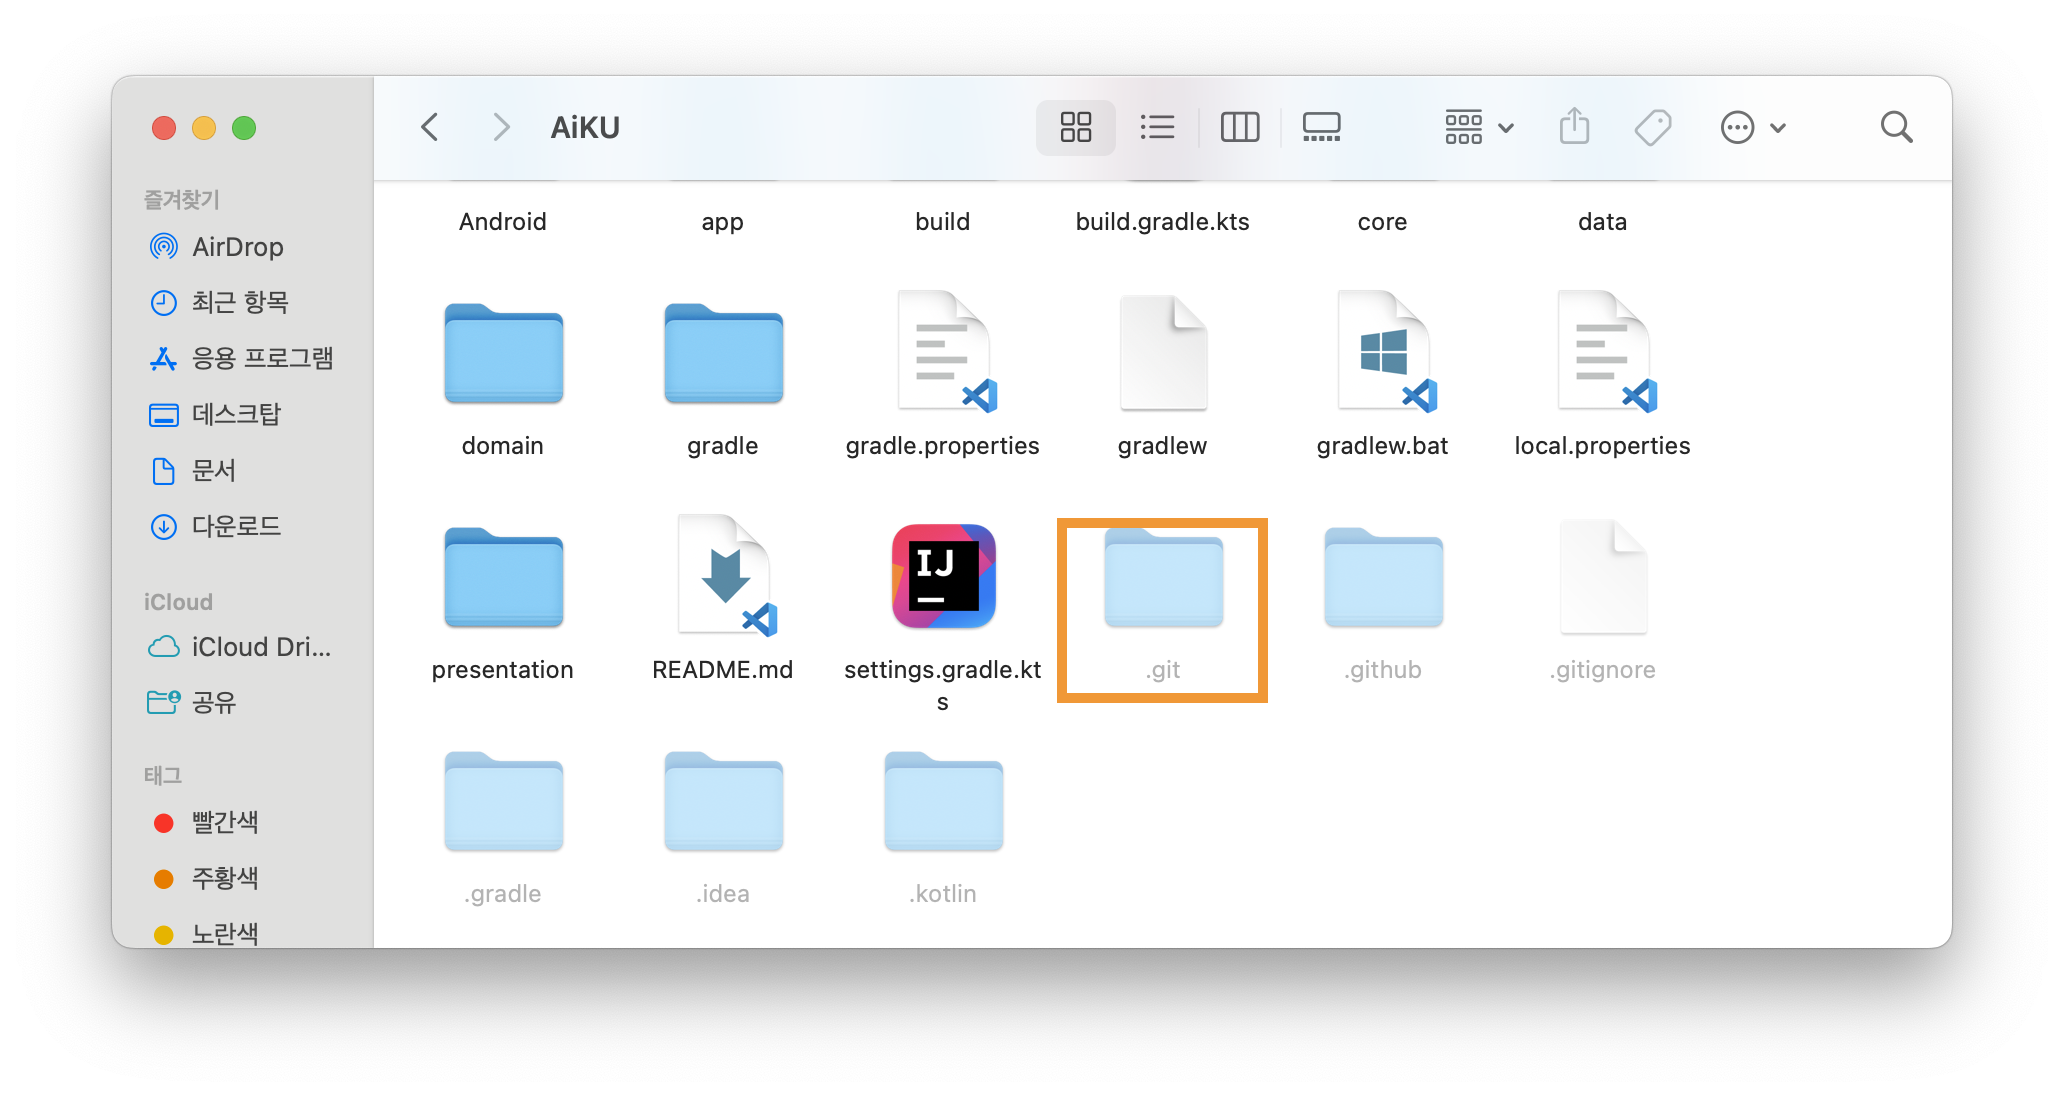 AiKU
즐겨찾기
AirDrop
최근 항목
응용 프로그램
데스크탑
문서
다운로드
iCloud
iCloud Dri...
공유
태그
빨간색
주황색
노란색
Android
app
build
build.gradle.kts
core
data
domain
gradle
gradle.properties
gradlew
gradlew.bat
local.properties
presentation
README.md
IJ
settings.gradle.kt
s
.git
.github
.gitignore
.gradle
.idea
.kotlin